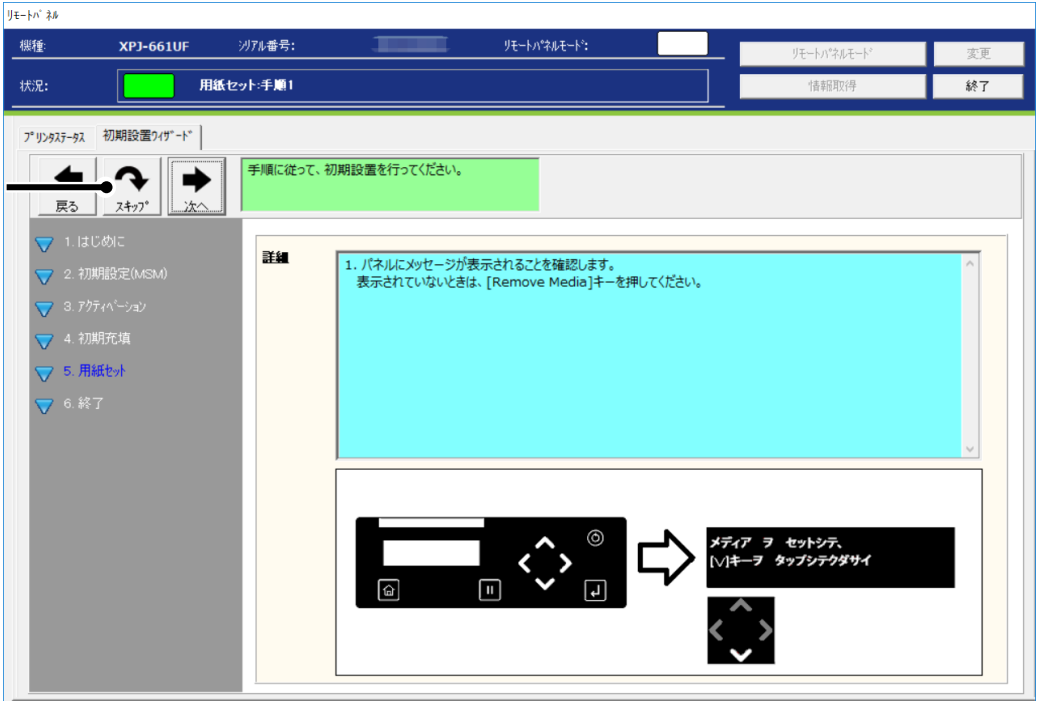 リモートパネル
機種: XPJ-661UF シリアル番号: リモートパネルモード:
リモートパネルモード 変更
状況: 用紙セット:手順1
情報取得 終了
プリンタステータス 初期設置ウィザード
戻る スキップ 次へ
手順に従って、初期設置を行ってください。
1. はじめに
2. 初期設定(MSM)
3. アクティベーション
4. 初期充填
5. 用紙セット
6. 終了
詳細
1. パネルにメッセージが表示されることを確認します。
表示されていないときは、[Remove Media]キーを押してください。
メディア ヲ セットシテ、
[∨]キーヲ タップシテクダサイ